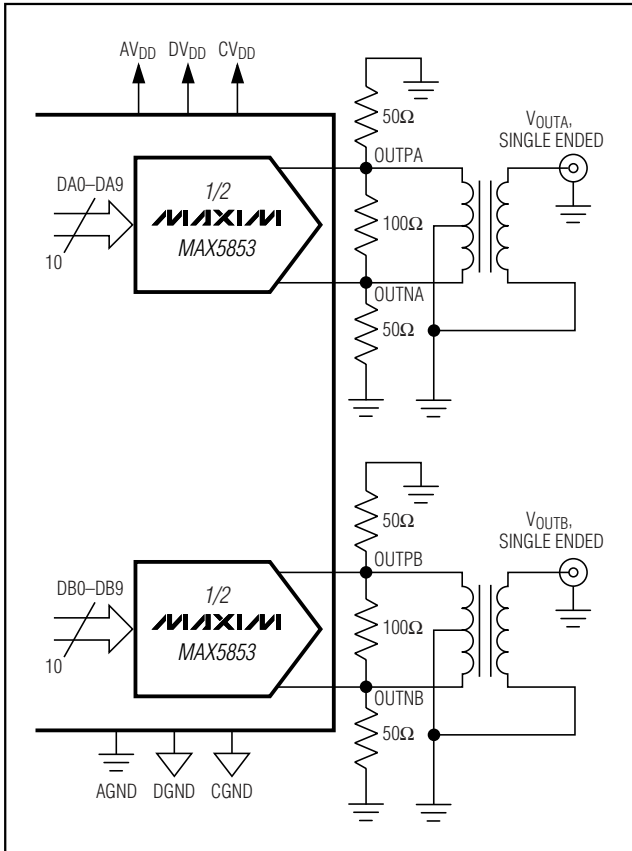 AVDD DVDD CVDD
50Ω
VOUTA,
SINGLE ENDED
OUTPA
DA0–DA9
10
1/2
MAXIM
MAX5853
100Ω
OUTNA
50Ω
50Ω
VOUTB,
SINGLE ENDED
OUTPB
DB0–DB9
10
1/2
MAXIM
MAX5853
100Ω
OUTNB
50Ω
AGND DGND CGND